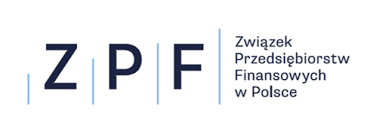 ZPF
Związek
Przedsiębiorstw
Finansowych
w Polsce